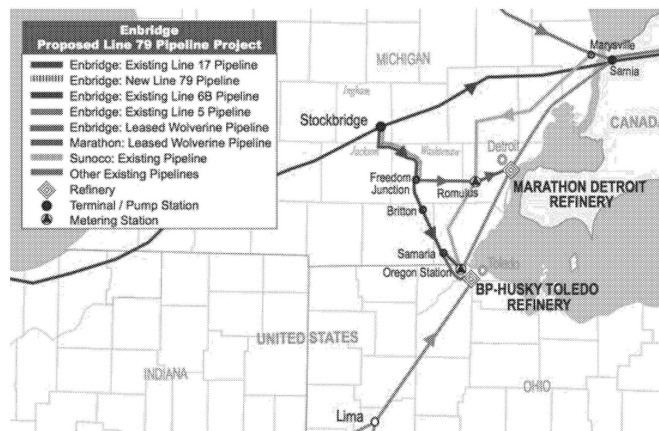 Enbridge
Proposed Line 79 Pipeline Project
Enbridge: Existing Line 17 Pipeline
Enbridge: New Line 79 Pipeline
Enbridge: Existing Line 6B Pipeline
Enbridge: Existing Line 5 Pipeline
Enbridge: Leased Wolverine Pipeline
Marathon: Leased Wolverine Pipeline
Sunoco: Existing Pipeline
Other Existing Pipelines
Refinery
Terminal / Pump Station
Metering Station
MICHIGAN
Marysville
Sarnia
Ingham
Stockbridge
CANADA
Jackson
Washtenaw
Detroit
Freedom
Junction
Romulus
MARATHON DETROIT
REFINERY
Britton
Samaria
Oregon Station
Toledo
BP-HUSKY TOLEDO
REFINERY
UNITED STATES
INDIANA
OHIO
Lima